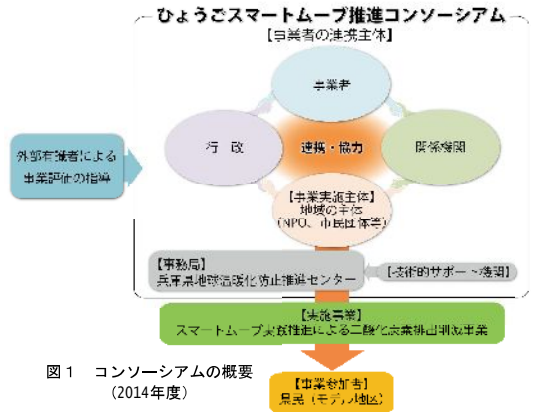 ひょうごスマートムーブ推進コンソーシアム
【事業者の連携主体】
事業者
行　政
連携・協力
関係機関
外部有識者による
事業評価の指導
【事業実施主体】
地域の主体
（NPO、市民団体等）
【事務局】
兵庫県地球温暖化防止推進センター
【技術的サポート機関】
【実施事業】
スマートムーブ実践推進による二酸化炭素排出削減事業
図１　コンソーシアムの概要
（2014年度）
【事業参加者】
県民（モデル地区）